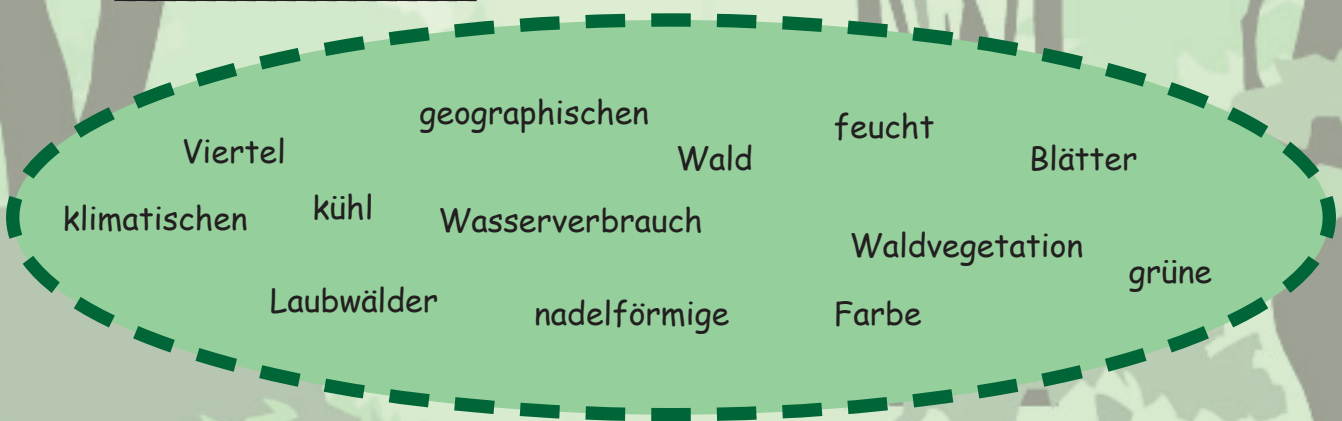 geographischen
feucht
Viertel
Wald
Blätter
klimatischen
kühl
Wasserverbrauch
Waldvegetation
grüne
Laubwälder
nadelförmige
Farbe